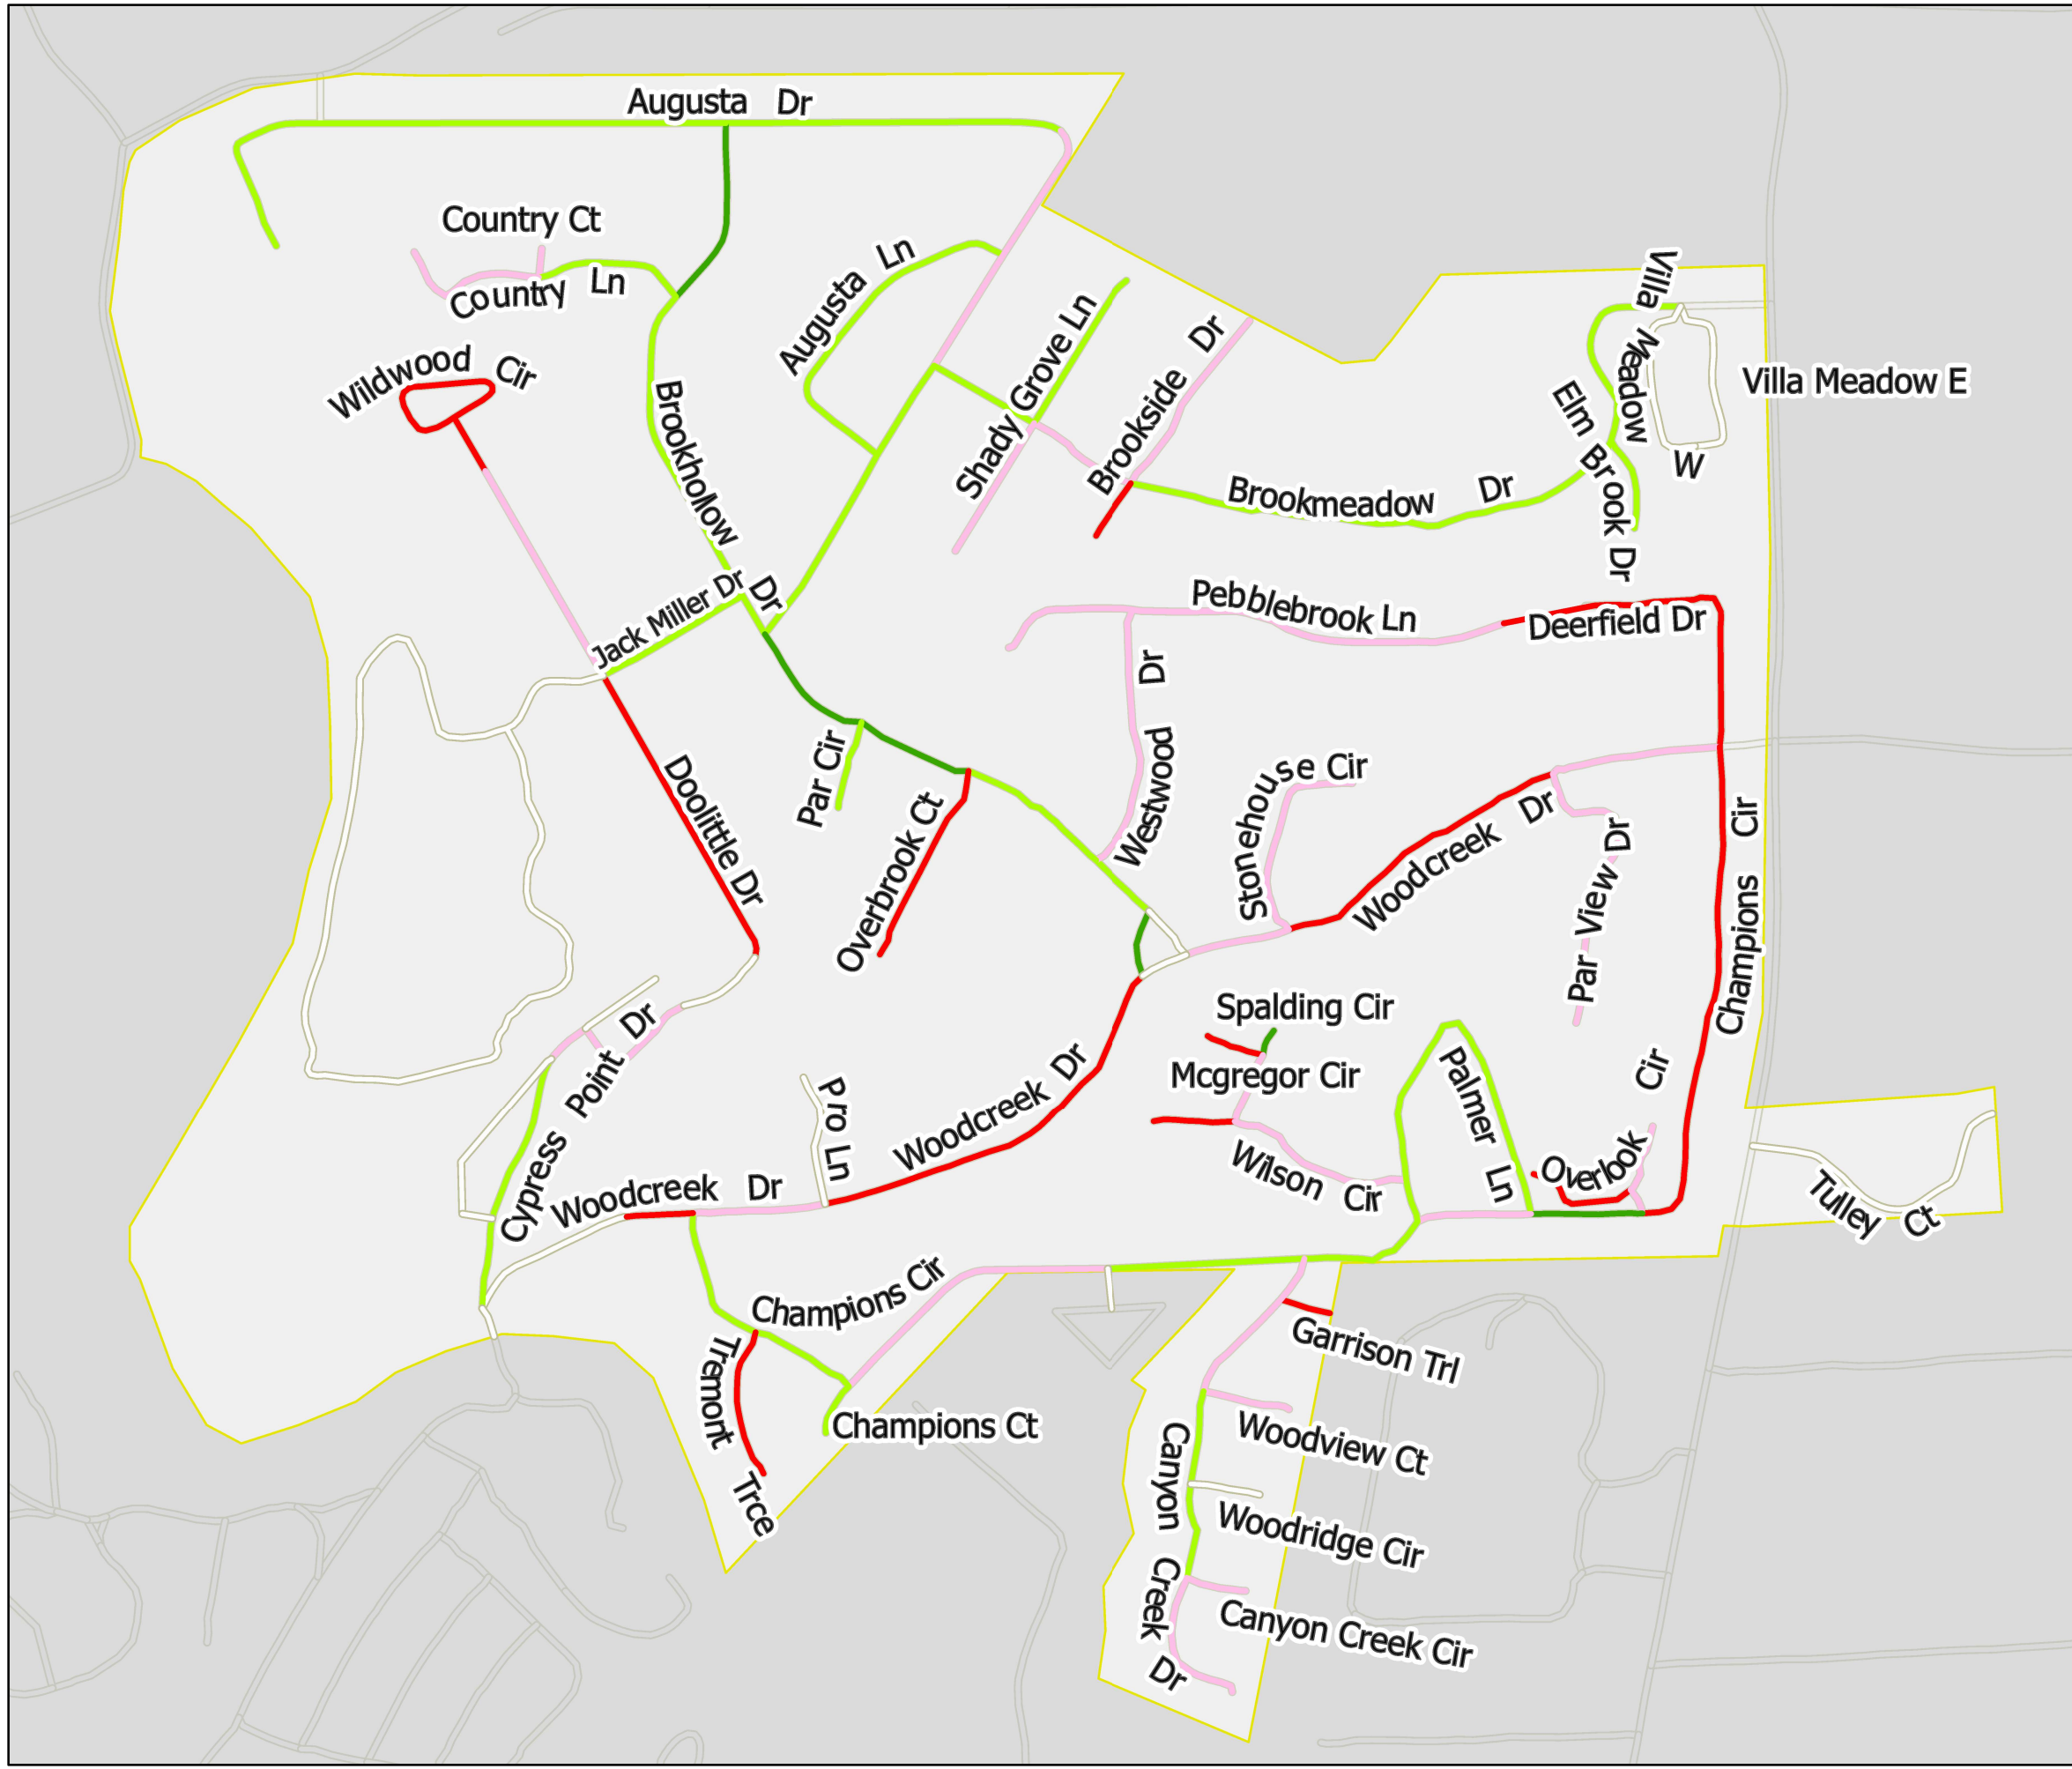 Augusta Dr
Country Ct
Country Ln
Augusta Ln
Villa Meadow W
Villa Meadow E
Wildwood Cir
Shady Grove Ln
Brookside Dr
Brookhollow Dr
Elm Brook Dr
Brookmeadow Dr
Jack Miller Dr
Pebblebrook Ln
Deerfield Dr
Westwood Dr
Par Cir
Doolittle Dr
Overbrook Ct
Stonehouse Cir
Woodcreek Dr
Par View Dr
Champions Cir
Spalding Cir
Mcgregor Cir
Cypress Point Dr
Pro Ln
Woodcreek Dr
Palmer Ln
Overlook Cir
Wilson Cir
Woodcreek Dr
Tulley Ct
Champions Cir
Garrison Trl
Tremont Trce
Champions Ct
Woodview Ct
Canyon Creek Dr
Woodridge Cir
Canyon Creek Cir